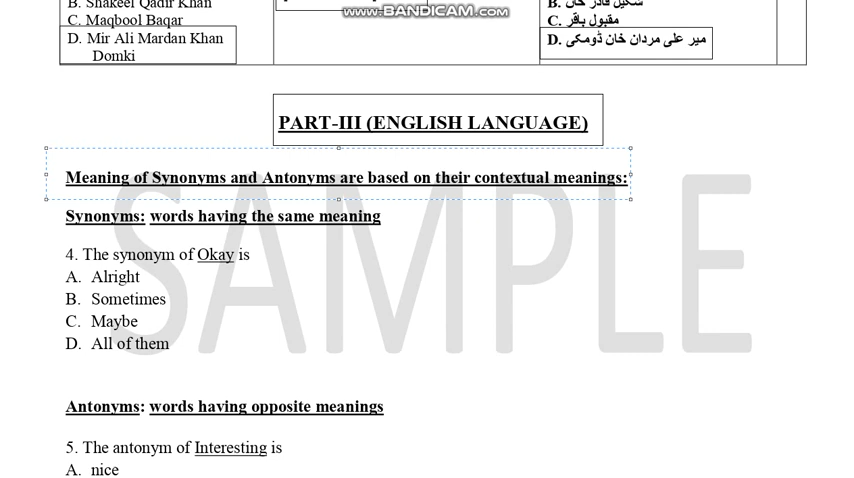 B. Shakeel Qadir Khan
C. Maqbool Baqar
D. Mir Ali Mardan Khan
Domki
www.BANDICAM.com
B. شکیل قادر خان
C. مقبول باقر
D. میر علی مردان خان ڈومکی
PART-III (ENGLISH LANGUAGE)
Meaning of Synonyms and Antonyms are based on their contextual meanings:
Synonyms: words having the same meaning
SAMPLE
4. The synonym of Okay is
A. Alright
B. Sometimes
C. Maybe
D. All of them
Antonyms: words having opposite meanings
5. The antonym of Interesting is
A. nice